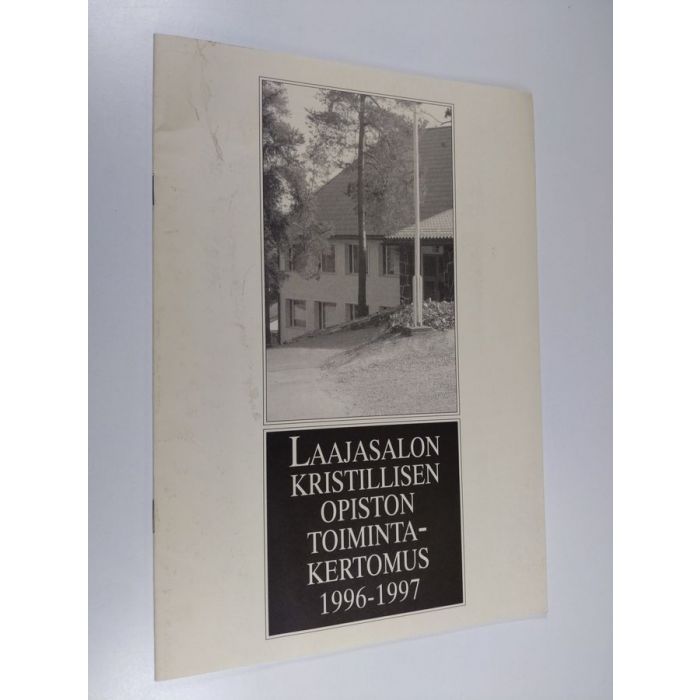 LAAJASALON
KRISTILLISEN
OPISTON
TOIMINTA-
KERTOMUS
1996-1997